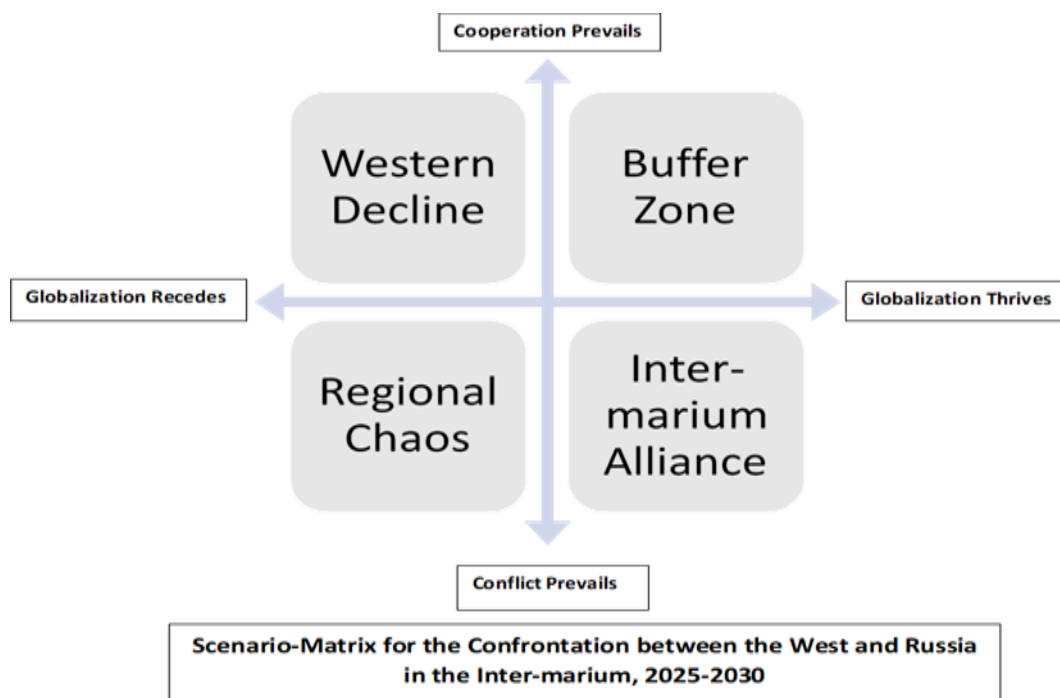 Cooperation Prevails
Western
Decline
Buffer
Zone
Globalization Recedes
Globalization Thrives
Regional
Chaos
Inter-
marium
Alliance
Conflict Prevails
Scenario-Matrix for the Confrontation between the West and Russia
in the Inter-marium, 2025-2030